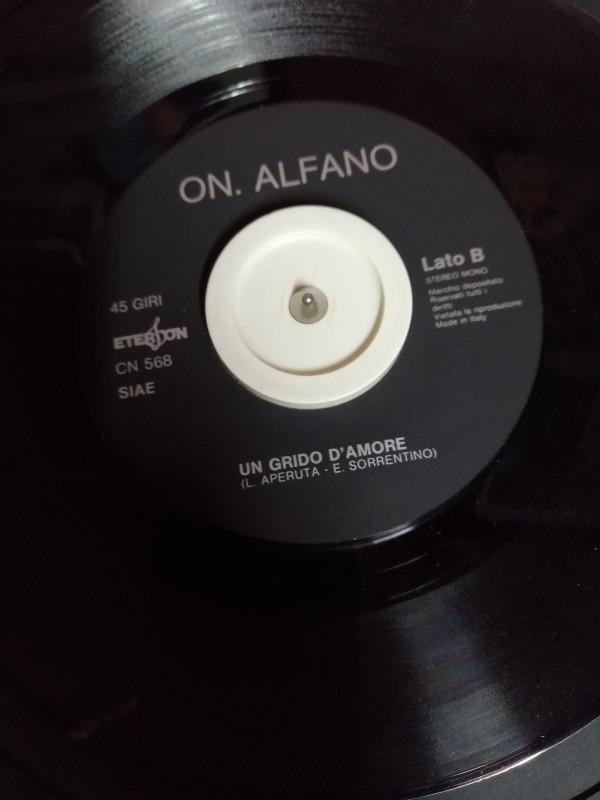 ON. ALFANO
45 GIRI
ETERSON
CN 568
SIAE
Lato B
STEREO MONO
Marchio depositato
Riservati tutti i
diritti
Vietata la riproduzione
Made in Italy
UN GRIDO D'AMORE
(L. APERUTA - E. SORRENTINO)